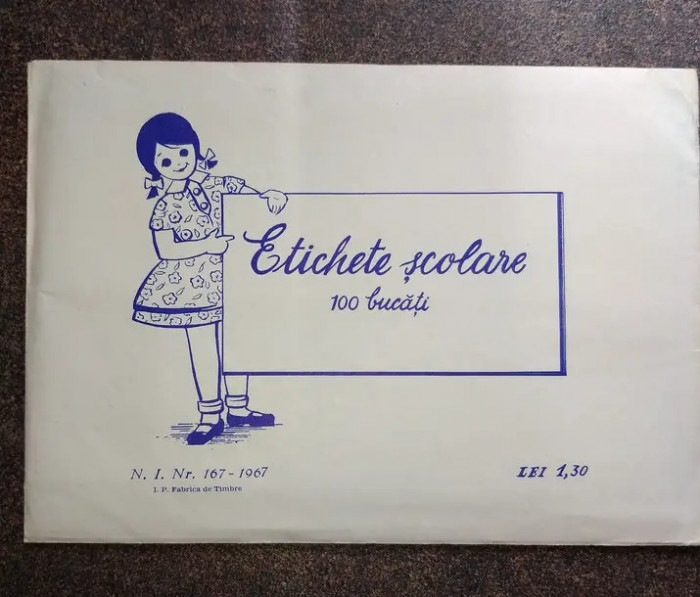 Etichete școlare
100 bucăți
N. I. Nr. 167-1967
LEI 1,30
I. P. Fabrica de Timbre